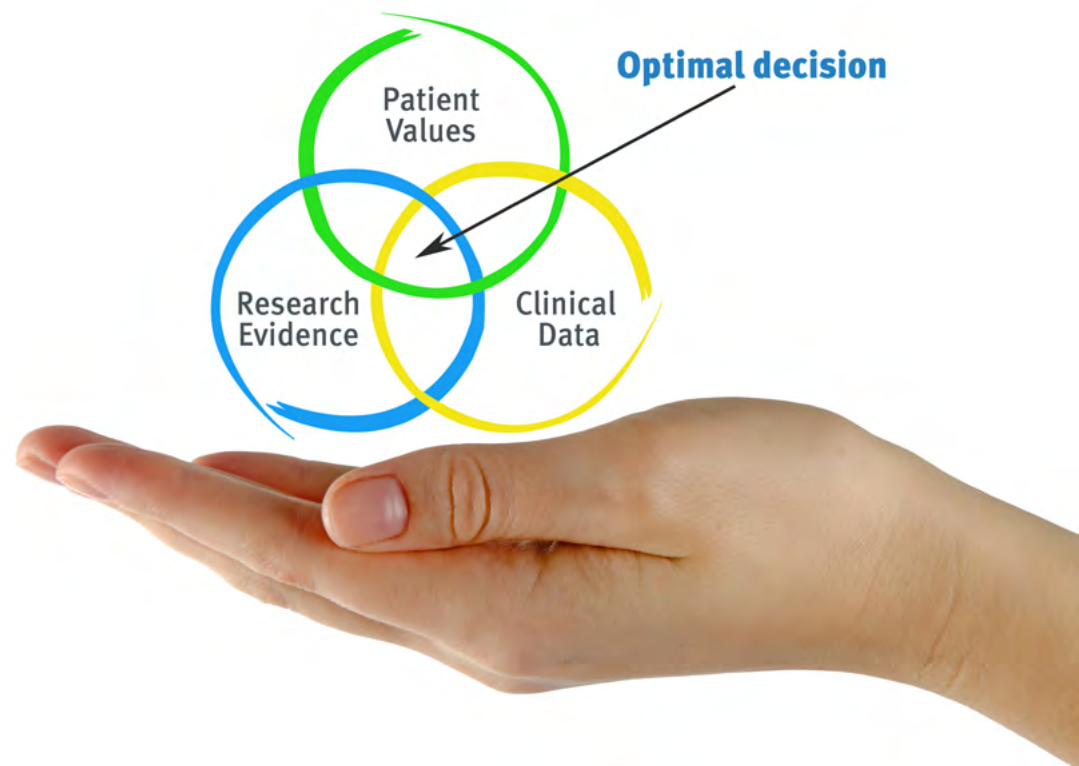 Optimal decision
Patient
Values
Research
Evidence
Clinical
Data